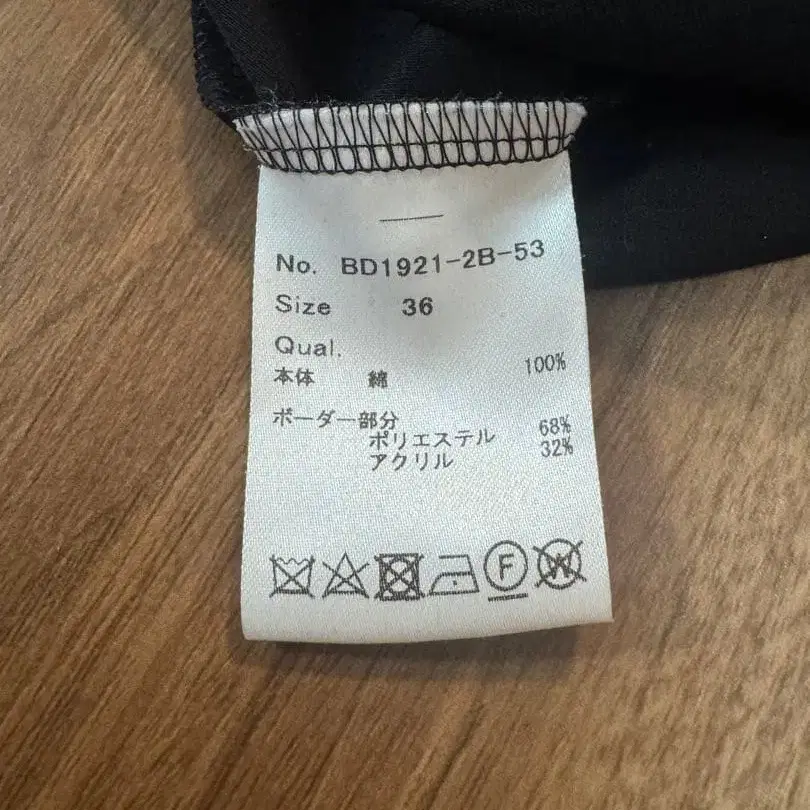 No. BD1921-2B-53
Size 36
Qual.
本体 綿 100%
ボーダー部分
ポリエステル 68%
アクリル 32%
F W